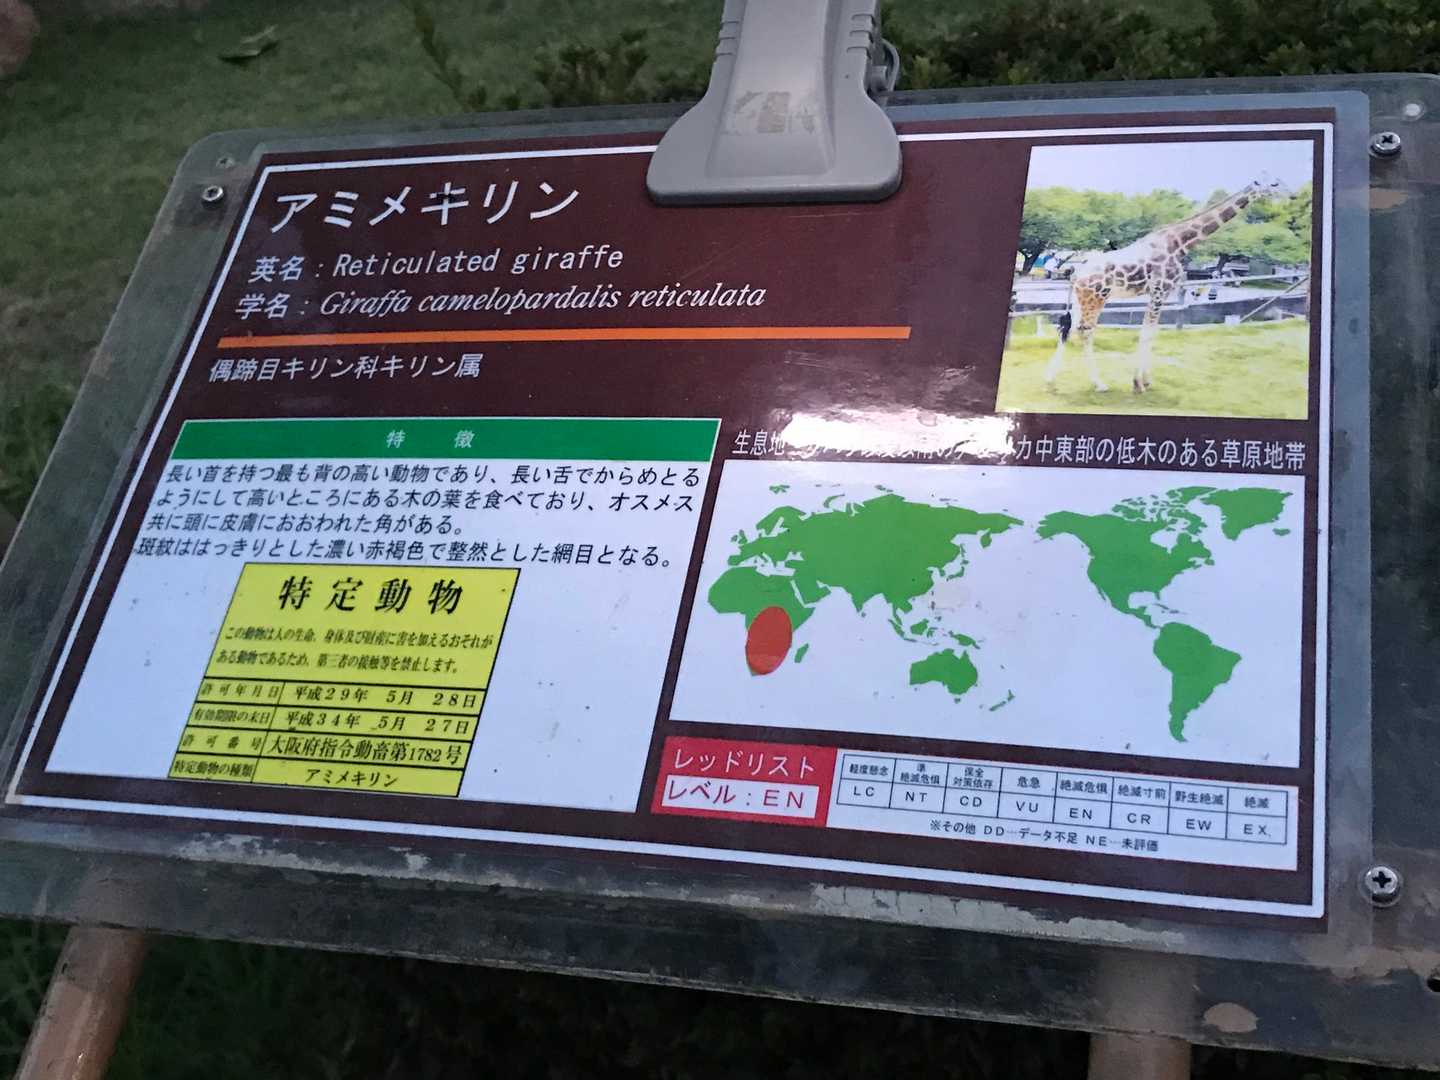 アミメキリン
英名：Reticulated giraffe
学名：Giraffa camelopardalis reticulata
偶蹄目キリン科キリン属
特 徴
長い首を持つ最も背の高い動物であり、長い舌でからめとる
ようにして高いところにある木の葉を食べており、オスメス
共に頭に皮膚におおわれた角がある。
斑紋ははっきりとした濃い赤褐色で整然とした網目となる。
特定動物
この動物は人の生命、身体及び財産に害を加えるおそれが
ある動物であるため、第三者の接触等を禁止します。
許可年月日 平成29年 5月 28日
有効期限の末日 平成34年 5月 27日
許可番号 大阪府指令動畜第1782号
特定動物の種類 アミメキリン
生息地 カ中東部の低木のある草原地帯
レッドリスト
レベル：EN
軽度懸念 準絶滅危惧 保全対策依存 危急 絶滅危惧 絶滅寸前 野生絶滅 絶滅
LC NT CD VU EN CR EW EX
※その他 DD…データ不足 NE…未評価